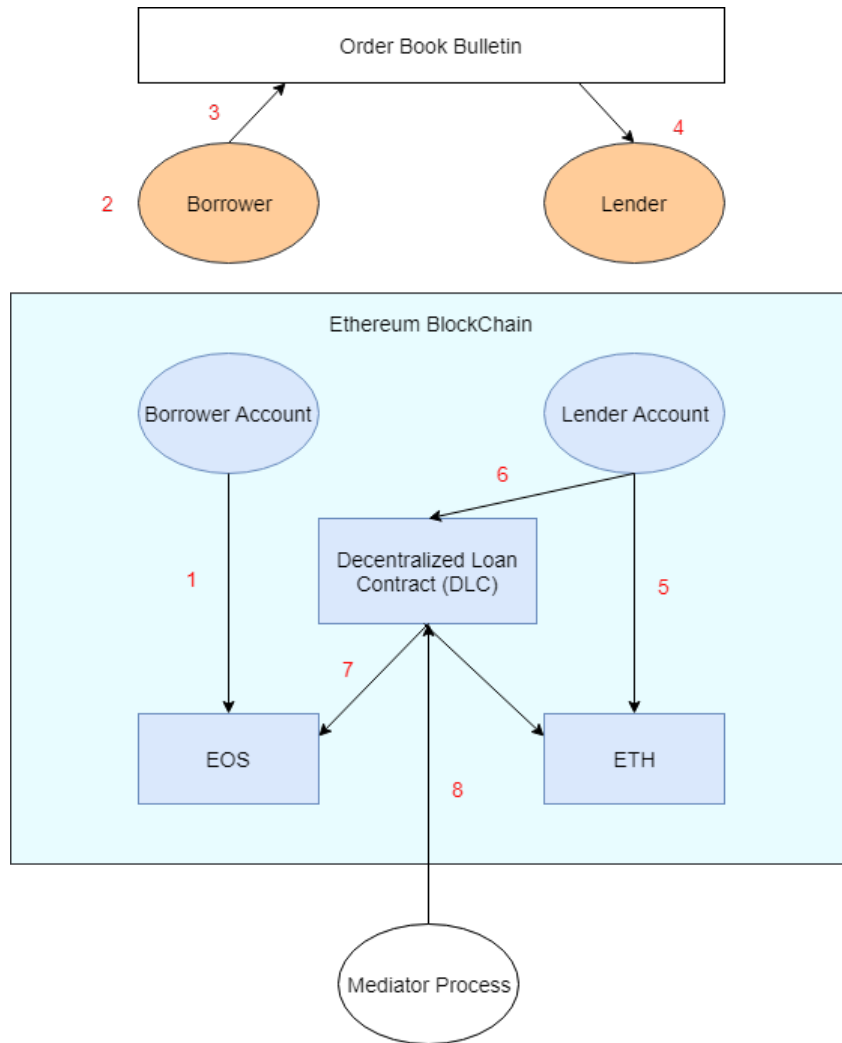 Order Book Bulletin
3
4
2
Borrower
Lender
Ethereum BlockChain
Borrower Account
Lender Account
6
Decentralized Loan
Contract (DLC)
1
5
7
EOS
ETH
8
Mediator Process